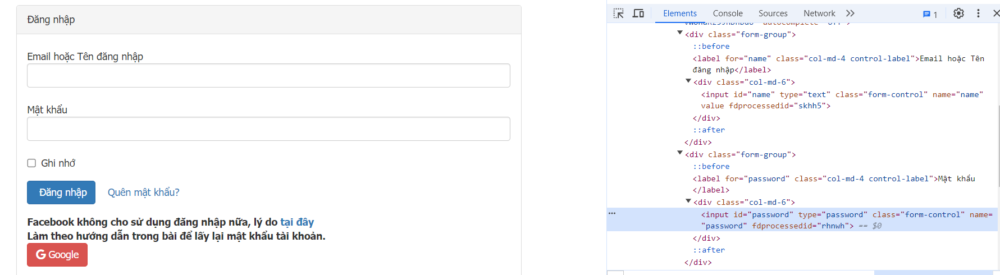 Đăng nhập
Email hoặc Tên đăng nhập
Mật khẩu
Ghi nhớ
Đăng nhập Quên mật khẩu?
Facebook không cho sử dụng đăng nhập nữa, lý do tại đây
Làm theo hướng dẫn trong bài để lấy lại mật khẩu tài khoản.
G Google
Elements Console Sources Network 1
<div class="form-group">
::before
<label for="name" class="col-md-4 control-label">Email hoặc Tên
đăng nhập</label>
<div class="col-md-6">
<input id="name" type="text" class="form-control" name="name"
value fdprocessedid="skhh5">
</div>
::after
</div>
<div class="form-group">
::before
<label for="password" class="col-md-4 control-label">Mật khẩu
</label>
<div class="col-md-6">
<input id="password" type="password" class="form-control" name=
"password" fdprocessedid="rhnwh"> == $0
</div>
::after
</div>